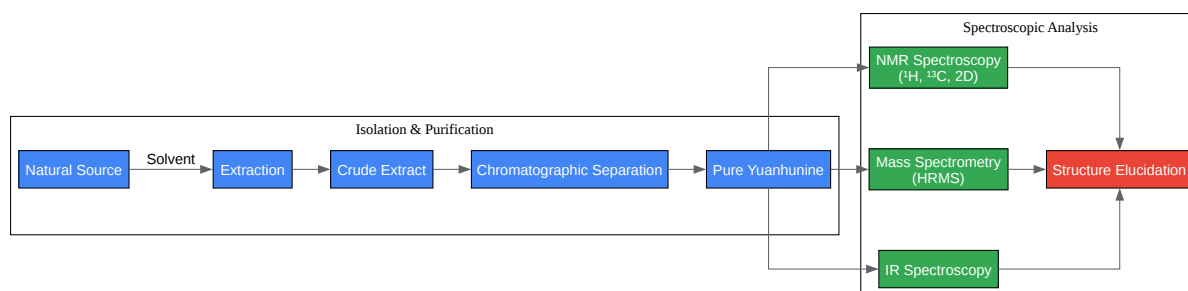 Spectroscopic Analysis
NMR Spectroscopy
(¹H, ¹³C, 2D)
Isolation & Purification
Natural Source
Solvent
Extraction
Crude Extract
Chromatographic Separation
Pure Yuanhunine
Mass Spectrometry
(HRMS)
Structure Elucidation
IR Spectroscopy